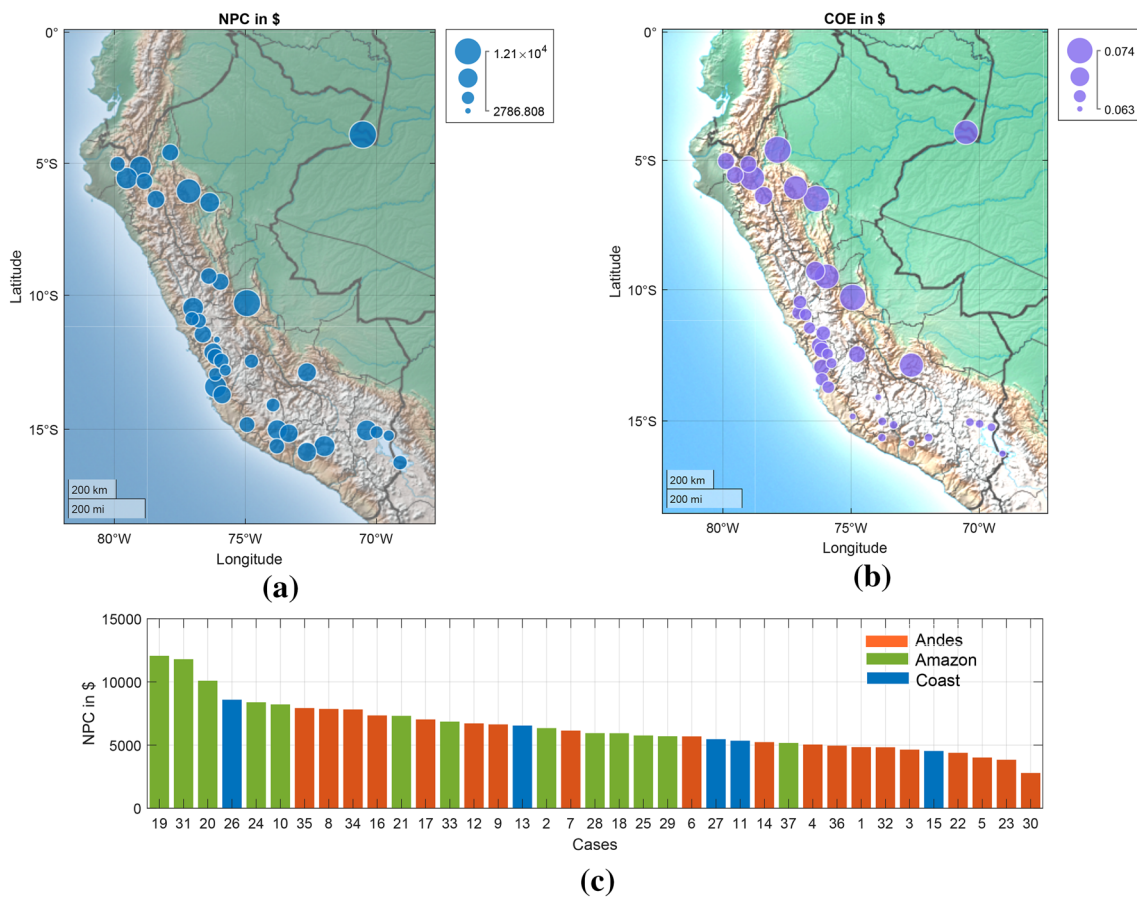 NPC in $
0°
5°S
10°S
15°S
Latitude
200 km
200 mi
80°W 75°W 70°W
Longitude
1.21×10⁴
2786.808
(a)
COE in $
0°
5°S
10°S
15°S
Latitude
200 km
200 mi
80°W 75°W 70°W
Longitude
0.074
0.063
(b)
15000
10000
5000
0
NPC in $
Andes
Amazon
Coast
19 31 20 26 24 10 35 8 34 16 21 17 33 12 9 13 2 7 28 18 25 29 6 27 11 14 37 4 36 1 32 3 15 22 5 23 30
Cases
(c)